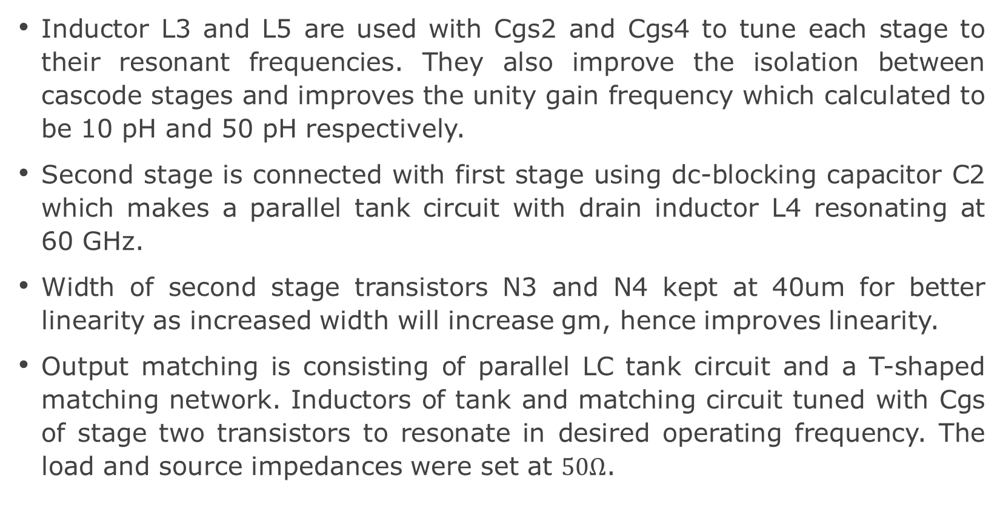 • Inductor L3 and L5 are used with Cgs2 and Cgs4 to tune each stage to
their resonant frequencies. They also improve the isolation between
cascode stages and improves the unity gain frequency which calculated to
be 10 pH and 50 pH respectively.
• Second stage is connected with first stage using dc-blocking capacitor C2
which makes a parallel tank circuit with drain inductor L4 resonating at
60 GHz.
• Width of second stage transistors N3 and N4 kept at 40um for better
linearity as increased width will increase gm, hence improves linearity.
• Output matching is consisting of parallel LC tank circuit and a T-shaped
matching network. Inductors of tank and matching circuit tuned with Cgs
of stage two transistors to resonate in desired operating frequency. The
load and source impedances were set at 50Ω.